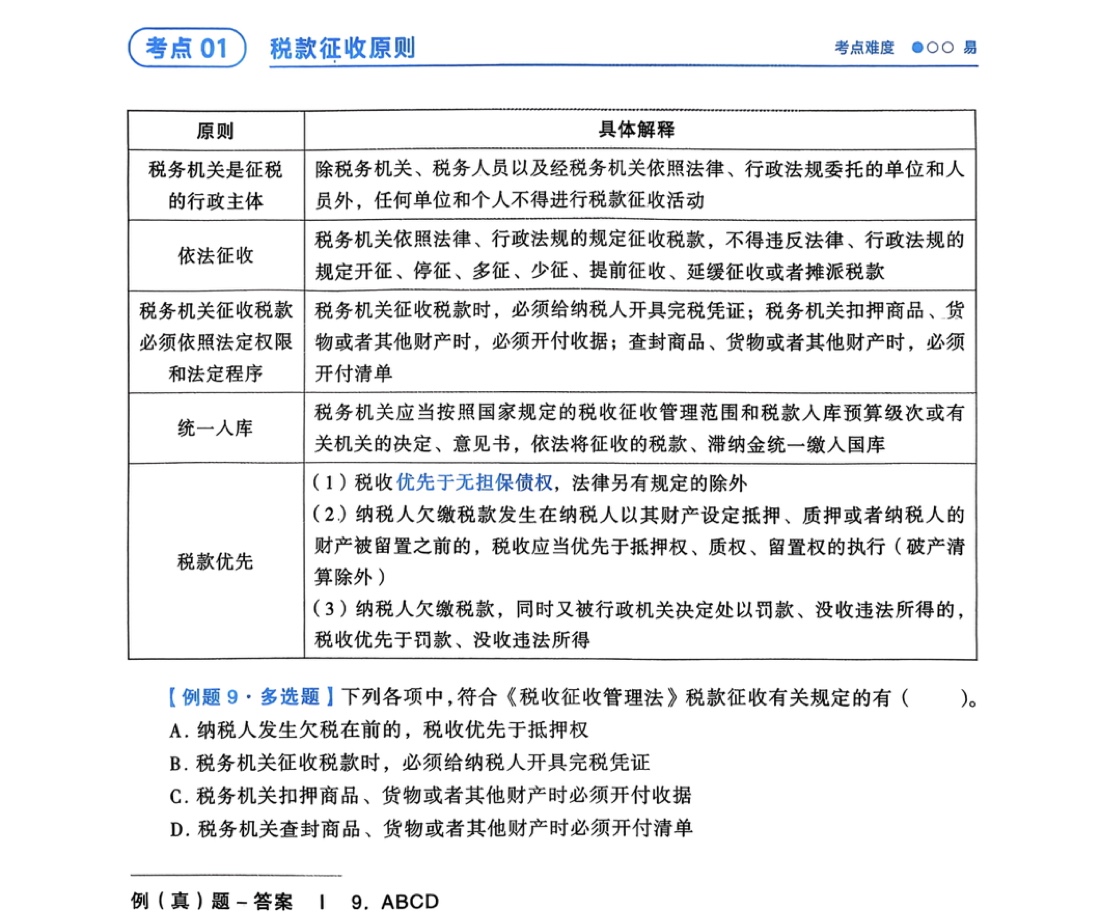 考点 01 税款征收原则 考点难度 ●○○ 易
原则 具体解释
税务机关是征税
的行政主体
除税务机关、税务人员以及经税务机关依照法律、行政法规委托的单位和人
员外，任何单位和个人不得进行税款征收活动
依法征收
税务机关依照法律、行政法规的规定征收税款，不得违反法律、行政法规的
规定开征、停征、多征、少征、提前征收、延缓征收或者摊派税款
税务机关征收税款
必须依照法定权限
和法定程序
税务机关征收税款时，必须给纳税人开具完税凭证；税务机关扣押商品、货
物或者其他财产时，必须开付收据；查封商品、货物或者其他财产时，必须
开付清单
统一入库
税务机关应当按照国家规定的税收征收管理范围和税款入库预算级次或有
关机关的决定、意见书，依法将征收的税款、滞纳金统一缴入国库
税款优先
（1）税收优先于无担保债权，法律另有规定的除外
（2）纳税人欠缴税款发生在纳税人以其财产设定抵押、质押或者纳税人的
财产被留置之前的，税收应当优先于抵押权、质权、留置权的执行（破产清
算除外）
（3）纳税人欠缴税款，同时又被行政机关决定处以罚款、没收违法所得的，
税收优先于罚款、没收违法所得
【例题 9·多选题】下列各项中，符合《税收征收管理法》税款征收有关规定的有（ ）。
A. 纳税人发生欠税在前的，税收优先于抵押权
B. 税务机关征收税款时，必须给纳税人开具完税凭证
C. 税务机关扣押商品、货物或者其他财产时必须开付收据
D. 税务机关查封商品、货物或者其他财产时必须开付清单
例（真）题-答案 | 9. ABCD